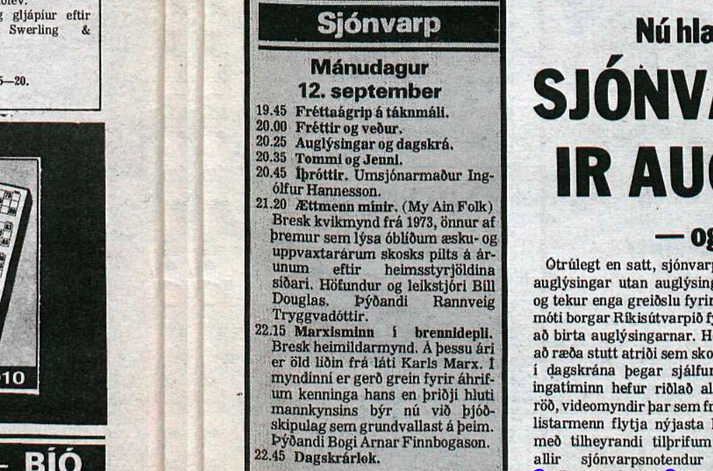 g gljápíur eftir
Swerling &
5—20.
010
— BÍÓ
Sjónvarp
Mánudagur
12. september
19.45 Fréttaágrip á táknmáli.
20.00 Fréttir og veður.
20.25 Auglýsingar og dagskrá.
20.35 Tommi og Jenni.
20.45 Íþróttir. Umsjónarmaður Ing-
ólfur Hannesson.
21.20 Ættmenn mínir. (My Ain Folk)
Bresk kvikmynd frá 1973, önnur af
þremur sem lýsa óblíðum æsku- og
uppvaxtarárum skosks pilts á ár-
unum eftir heimsstyrjöldina
síðari. Höfundur og leikstjóri Bill
Douglas. Þýðandi Rannveig
Tryggvadóttir.
22.15 Marxisminn í brennidepli.
Bresk heimildarmynd. Á þessu ári
er öld liðin frá láti Karls Marx. Í
myndinni er gerð grein fyrir áhrif-
um kenninga hans en þriðji hluti
mannkynsins býr nú við þjóð-
skipulag sem grundvallast á þeim.
Þýðandi Bogi Arnar Finnbogason.
22.45 Dagskrárlok.
Nú hla
SJÓNVA
IR AU
— og
Ótrúlegt en satt, sjónvarp
auglýsingar utan auglýsing
og tekur enga greiðslu fyrir
móti borgar Ríkisútvarpið fy
að birta auglýsingarnar. H
að ræða stutt atriði sem sko
í dagskrána þegar sjálfur
ingatíminn hefur riðlað al
röð, videomyndir þar sem fr
listarmenn flytja nýjasta
með tilheyrandi tilþrifum
allir sjónvarpsnotendur